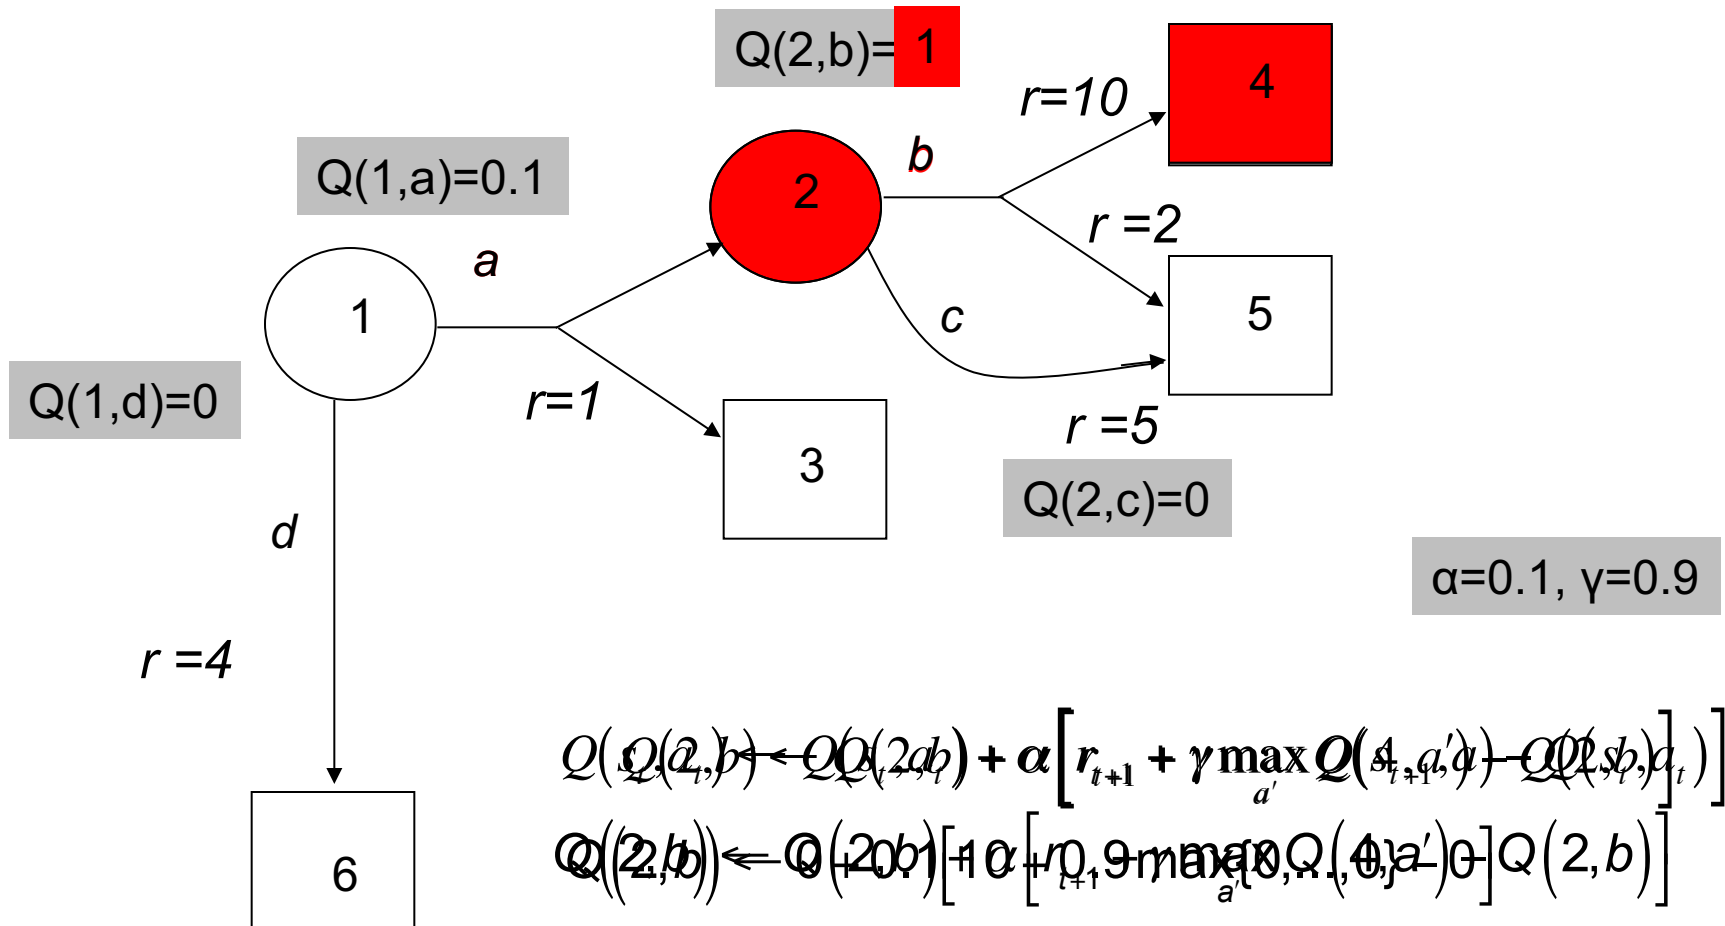 Q(2,b)= 1
4
r=10
b
Q(1,a)=0.1
2
r =2
a
1
c
5
Q(1,d)=0
r=1
r =5
3
Q(2,c)=0
d
α=0.1, γ=0.9
r =4
6